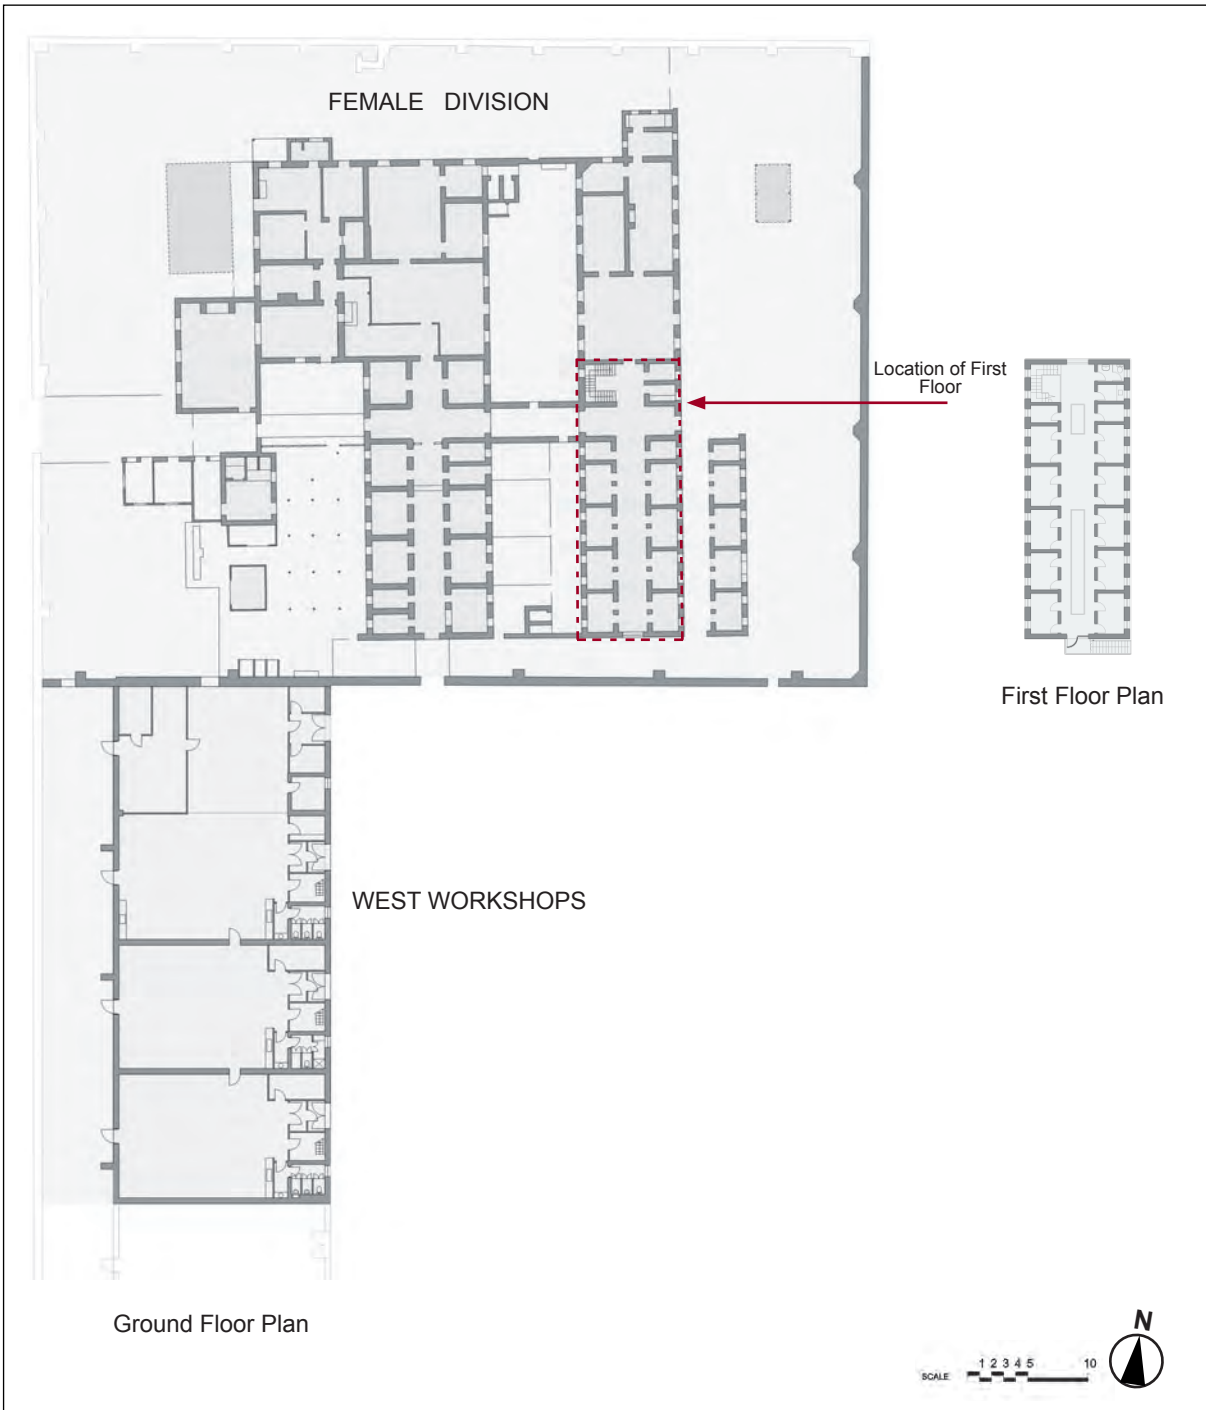 FEMALE DIVISION
Location of First
Floor
First Floor Plan
WEST WORKSHOPS
Ground Floor Plan
N
SCALE 1 2 3 4 5 10